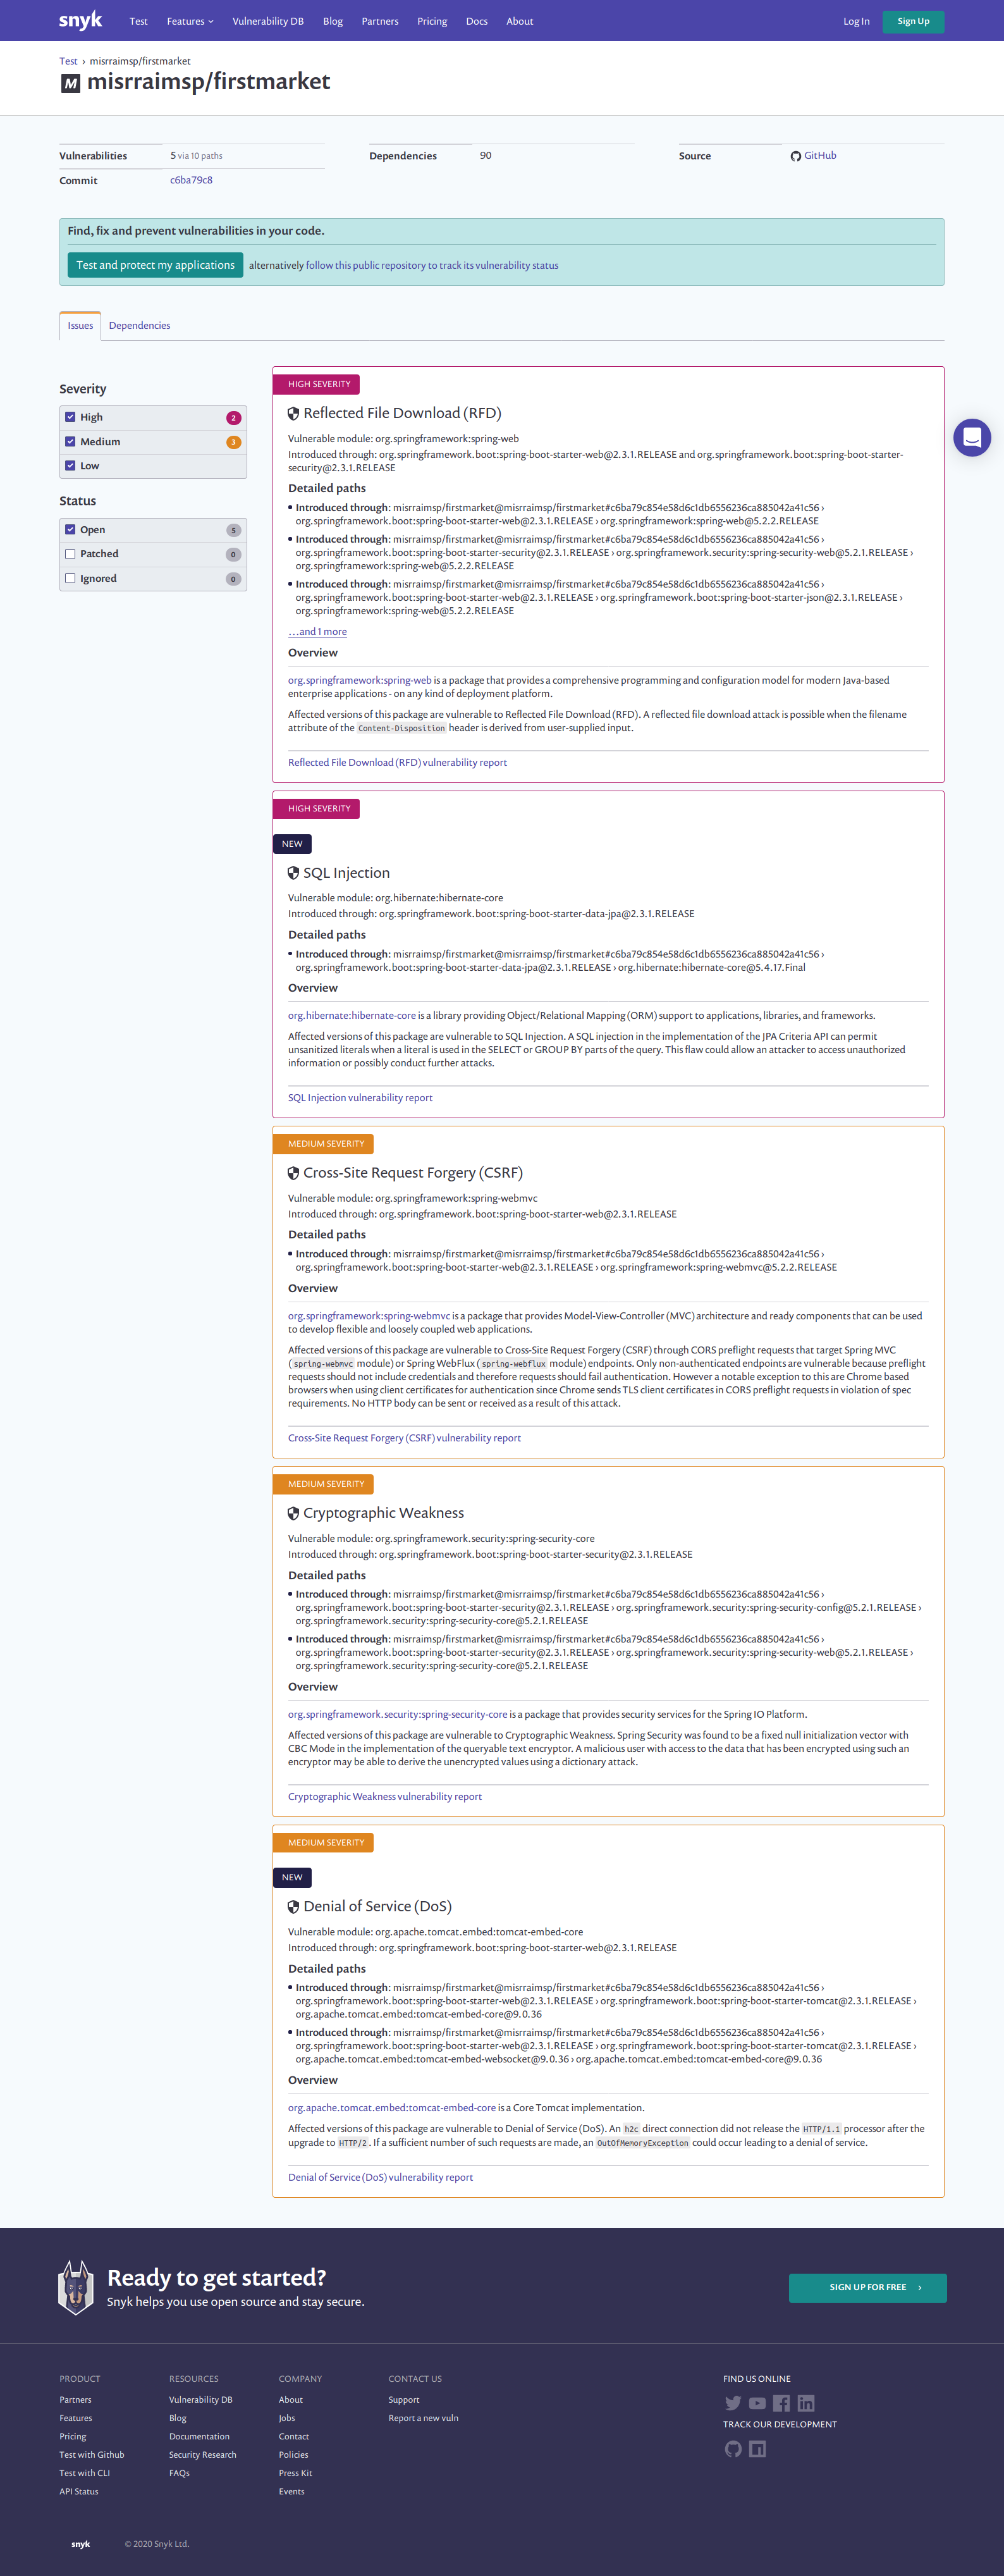 snyk Test Features Vulnerability DB Blog Partners Pricing Docs About Log In Sign Up
Test › misrraimsp/firstmarket
M misrraimsp/firstmarket
Vulnerabilities 5 via 10 paths
Dependencies 90
Source GitHub
Commit c6ba79c8
Find, fix and prevent vulnerabilities in your code.
Test and protect my applications alternatively follow this public repository to track its vulnerability status
Issues Dependencies
Severity
High 2
Medium 3
Low
Status
Open 5
Patched 0
Ignored 0
HIGH SEVERITY
Reflected File Download (RFD)
Vulnerable module: org.springframework:spring-web
Introduced through: org.springframework.boot:spring-boot-starter-web@2.3.1.RELEASE and org.springframework.boot:spring-boot-starter-
security@2.3.1.RELEASE
Detailed paths
Introduced through: misrraimsp/firstmarket@misrraimsp/firstmarket#c6ba79c854e58d6c1db6556236ca885042a41c56 ›
org.springframework.boot:spring-boot-starter-web@2.3.1.RELEASE › org.springframework:spring-web@5.2.2.RELEASE
Introduced through: misrraimsp/firstmarket@misrraimsp/firstmarket#c6ba79c854e58d6c1db6556236ca885042a41c56 ›
org.springframework.boot:spring-boot-starter-security@2.3.1.RELEASE › org.springframework.security:spring-security-web@5.2.1.RELEASE ›
org.springframework:spring-web@5.2.2.RELEASE
Introduced through: misrraimsp/firstmarket@misrraimsp/firstmarket#c6ba79c854e58d6c1db6556236ca885042a41c56 ›
org.springframework.boot:spring-boot-starter-web@2.3.1.RELEASE › org.springframework.boot:spring-boot-starter-json@2.3.1.RELEASE ›
org.springframework:spring-web@5.2.2.RELEASE
…and 1 more
Overview
org.springframework:spring-web is a package that provides a comprehensive programming and configuration model for modern Java-based
enterprise applications - on any kind of deployment platform.
Affected versions of this package are vulnerable to Reflected File Download (RFD). A reflected file download attack is possible when the filename
attribute of the Content-Disposition header is derived from user-supplied input.
Reflected File Download (RFD) vulnerability report
HIGH SEVERITY
NEW
SQL Injection
Vulnerable module: org.hibernate:hibernate-core
Introduced through: org.springframework.boot:spring-boot-starter-data-jpa@2.3.1.RELEASE
Detailed paths
Introduced through: misrraimsp/firstmarket@misrraimsp/firstmarket#c6ba79c854e58d6c1db6556236ca885042a41c56 ›
org.springframework.boot:spring-boot-starter-data-jpa@2.3.1.RELEASE › org.hibernate:hibernate-core@5.4.17.Final
Overview
org.hibernate:hibernate-core is a library providing Object/Relational Mapping (ORM) support to applications, libraries, and frameworks.
Affected versions of this package are vulnerable to SQL Injection. A SQL injection in the implementation of the JPA Criteria API can permit
unsanitized literals when a literal is used in the SELECT or GROUP BY parts of the query. This flaw could allow an attacker to access unauthorized
information or possibly conduct further attacks.
SQL Injection vulnerability report
MEDIUM SEVERITY
Cross-Site Request Forgery (CSRF)
Vulnerable module: org.springframework:spring-webmvc
Introduced through: org.springframework.boot:spring-boot-starter-web@2.3.1.RELEASE
Detailed paths
Introduced through: misrraimsp/firstmarket@misrraimsp/firstmarket#c6ba79c854e58d6c1db6556236ca885042a41c56 ›
org.springframework.boot:spring-boot-starter-web@2.3.1.RELEASE › org.springframework:spring-webmvc@5.2.2.RELEASE
Overview
org.springframework:spring-webmvc is a package that provides Model-View-Controller (MVC) architecture and ready components that can be used
to develop flexible and loosely coupled web applications.
Affected versions of this package are vulnerable to Cross-Site Request Forgery (CSRF) through CORS preflight requests that target Spring MVC
(spring-webmvc module) or Spring WebFlux (spring-webflux module) endpoints. Only non-authenticated endpoints are vulnerable because preflight
requests should not include credentials and therefore requests should fail authentication. However a notable exception to this are Chrome based
browsers when using client certificates for authentication since Chrome sends TLS client certificates in CORS preflight requests in violation of spec
requirements. No HTTP body can be sent or received as a result of this attack.
Cross-Site Request Forgery (CSRF) vulnerability report
MEDIUM SEVERITY
Cryptographic Weakness
Vulnerable module: org.springframework.security:spring-security-core
Introduced through: org.springframework.boot:spring-boot-starter-security@2.3.1.RELEASE
Detailed paths
Introduced through: misrraimsp/firstmarket@misrraimsp/firstmarket#c6ba79c854e58d6c1db6556236ca885042a41c56 ›
org.springframework.boot:spring-boot-starter-security@2.3.1.RELEASE › org.springframework.security:spring-security-config@5.2.1.RELEASE ›
org.springframework.security:spring-security-core@5.2.1.RELEASE
Introduced through: misrraimsp/firstmarket@misrraimsp/firstmarket#c6ba79c854e58d6c1db6556236ca885042a41c56 ›
org.springframework.boot:spring-boot-starter-security@2.3.1.RELEASE › org.springframework.security:spring-security-web@5.2.1.RELEASE ›
org.springframework.security:spring-security-core@5.2.1.RELEASE
Overview
org.springframework.security:spring-security-core is a package that provides security services for the Spring IO Platform.
Affected versions of this package are vulnerable to Cryptographic Weakness. Spring Security was found to be a fixed null initialization vector with
CBC Mode in the implementation of the queryable text encryptor. A malicious user with access to the data that has been encrypted using such an
encryptor may be able to derive the unencrypted values using a dictionary attack.
Cryptographic Weakness vulnerability report
MEDIUM SEVERITY
NEW
Denial of Service (DoS)
Vulnerable module: org.apache.tomcat.embed:tomcat-embed-core
Introduced through: org.springframework.boot:spring-boot-starter-web@2.3.1.RELEASE
Detailed paths
Introduced through: misrraimsp/firstmarket@misrraimsp/firstmarket#c6ba79c854e58d6c1db6556236ca885042a41c56 ›
org.springframework.boot:spring-boot-starter-web@2.3.1.RELEASE › org.springframework.boot:spring-boot-starter-tomcat@2.3.1.RELEASE ›
org.apache.tomcat.embed:tomcat-embed-core@9.0.36
Introduced through: misrraimsp/firstmarket@misrraimsp/firstmarket#c6ba79c854e58d6c1db6556236ca885042a41c56 ›
org.springframework.boot:spring-boot-starter-web@2.3.1.RELEASE › org.springframework.boot:spring-boot-starter-tomcat@2.3.1.RELEASE ›
org.apache.tomcat.embed:tomcat-embed-websocket@9.0.36 › org.apache.tomcat.embed:tomcat-embed-core@9.0.36
Overview
org.apache.tomcat.embed:tomcat-embed-core is a Core Tomcat implementation.
Affected versions of this package are vulnerable to Denial of Service (DoS). An h2c direct connection did not release the HTTP/1.1 processor after the
upgrade to HTTP/2. If a sufficient number of such requests are made, an OutOfMemoryException could occur leading to a denial of service.
Denial of Service (DoS) vulnerability report
Ready to get started?
Snyk helps you use open source and stay secure.
SIGN UP FOR FREE ›
PRODUCT
Partners
Features
Pricing
Test with Github
Test with CLI
API Status
RESOURCES
Vulnerability DB
Blog
Documentation
Security Research
FAQs
COMPANY
About
Jobs
Contact
Policies
Press Kit
Events
CONTACT US
Support
Report a new vuln
FIND US ONLINE
TRACK OUR DEVELOPMENT
snyk © 2020 Snyk Ltd.